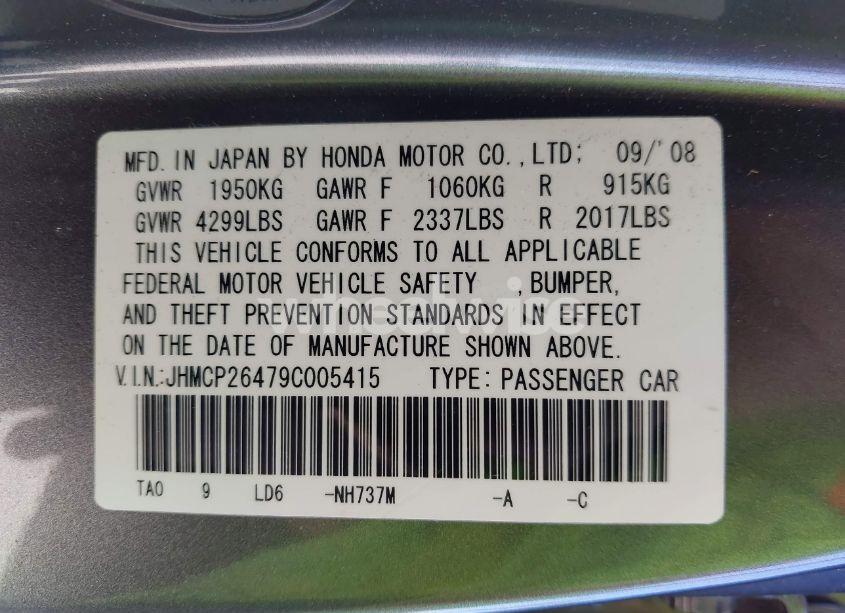 MFD. IN JAPAN BY HONDA MOTOR CO. ,LTD; 09/'08
GVWR 1950KG GAWR F 1060KG R 915KG
GVWR 4299LBS GAWR F 2337LBS R 2017LBS
THIS VEHICLE CONFORMS TO ALL APPLICABLE
FEDERAL MOTOR VEHICLE SAFETY ,BUMPER,
AND THEFT PREVENTION STANDARDS IN EFFECT
wheelwise
ON THE DATE OF MANUFACTURE SHOWN ABOVE.
V.I.N.:JHMCP26479C005415 TYPE: PASSENGER CAR
TA0 9 LD6 -NH737M -A -C